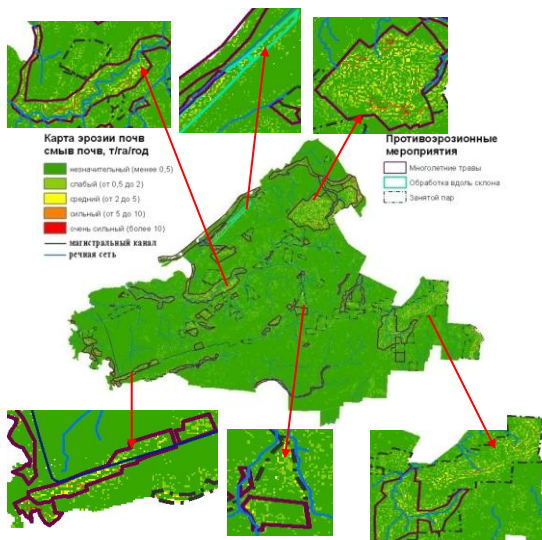 Карта эрозии почв
смыв почв, т/га/год
незначительный (менее 0,5)
слабый (от 0,5 до 2)
средний (от 2 до 5)
сильный (от 5 до 10)
очень сильный (более 10)
магистральный канал
речная сеть
Противоэрозионные
мероприятия
Многолетние травы
Обработка вдоль склона
Занятой пар